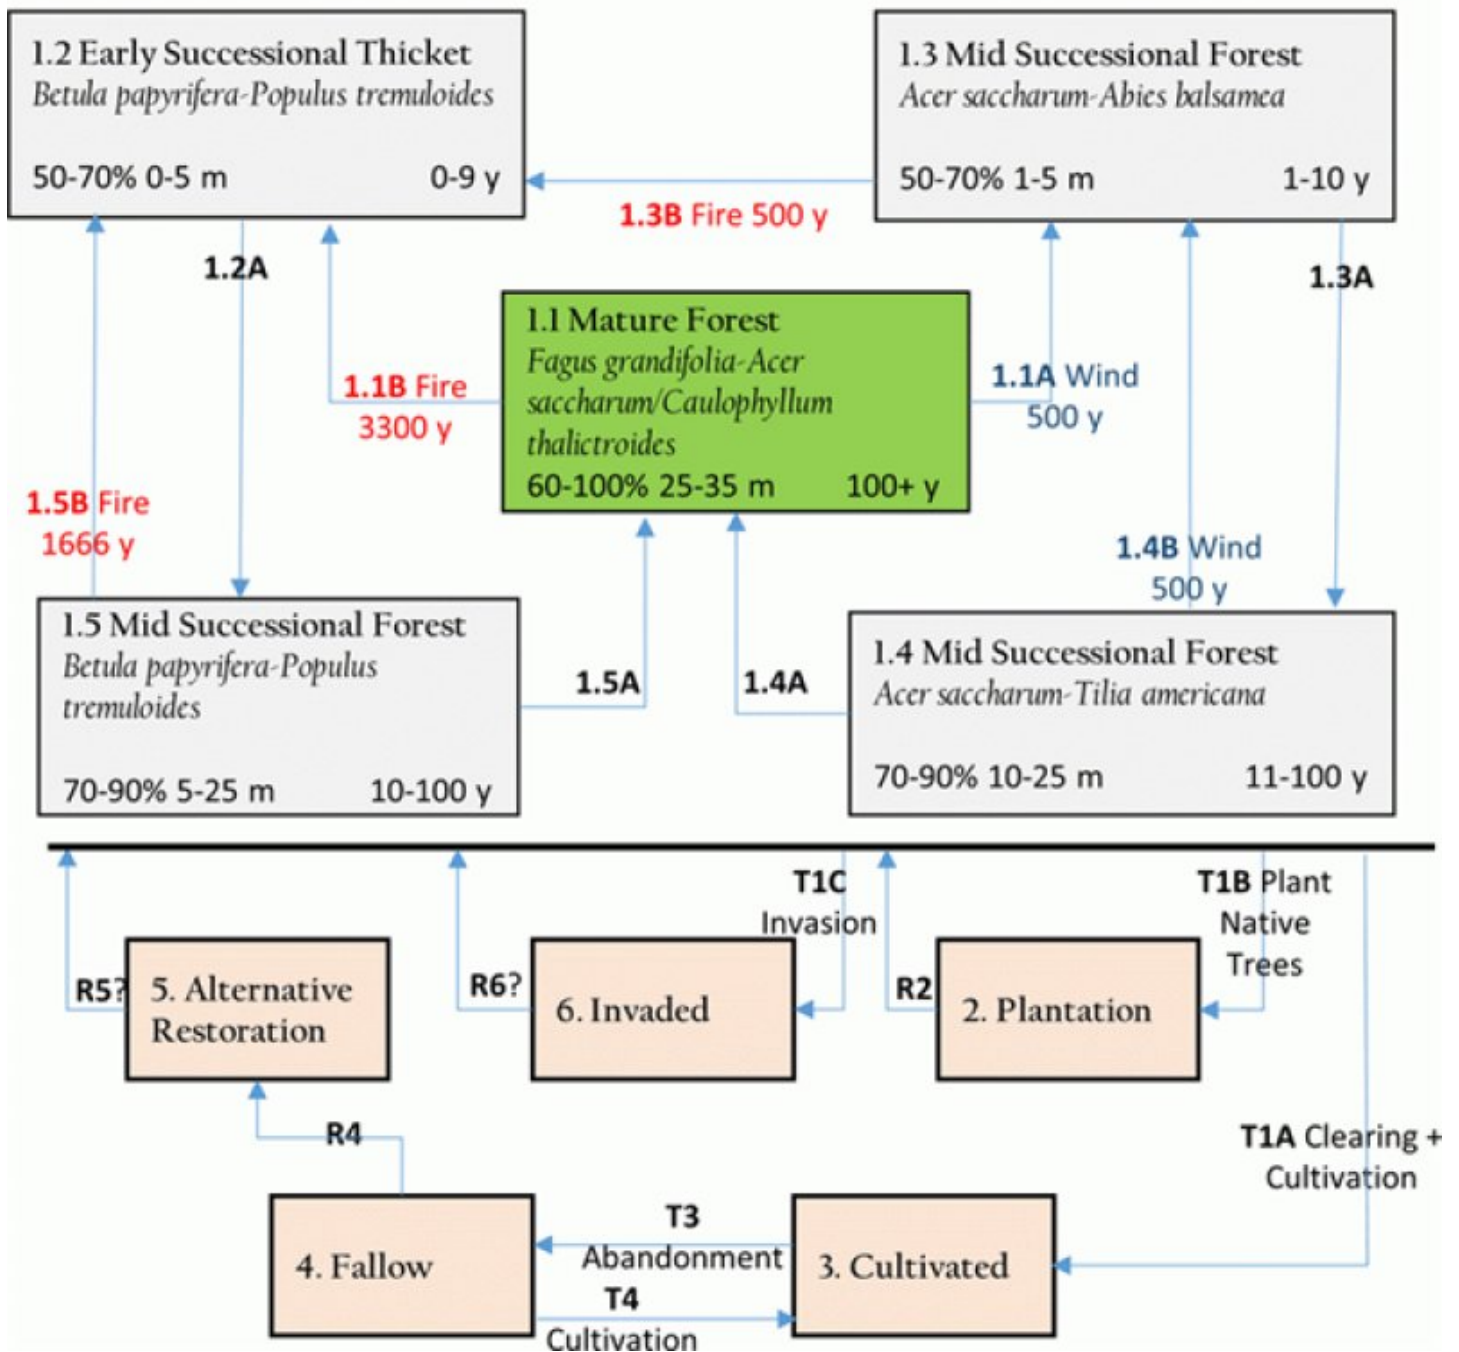 1.2 Early Successional Thicket
Betula papyrifera-Populus tremuloides
50-70% 0-5 m 0-9 y
1.3 Mid Successional Forest
Acer saccharum-Abies balsamea
50-70% 1-5 m 1-10 y
1.3B Fire 500 y
1.2A
1.3A
1.1 Mature Forest
Fagus grandifolia-Acer
saccharum/Caulophyllum
thalictroides
60-100% 25-35 m 100+ y
1.1B Fire
3300 y
1.1A Wind
500 y
1.5B Fire
1666 y
1.4B Wind
500 y
1.5 Mid Successional Forest
Betula papyrifera-Populus
tremuloides
70-90% 5-25 m 10-100 y
1.5A
1.4A
1.4 Mid Successional Forest
Acer saccharum-Tilia americana
70-90% 10-25 m 11-100 y
T1C
Invasion
T1B Plant
Native
Trees
R5?
5. Alternative
Restoration
R6?
6. Invaded
R2
2. Plantation
R4
T1A Clearing +
Cultivation
4. Fallow
T3
Abandonment
T4
Cultivation
3. Cultivated